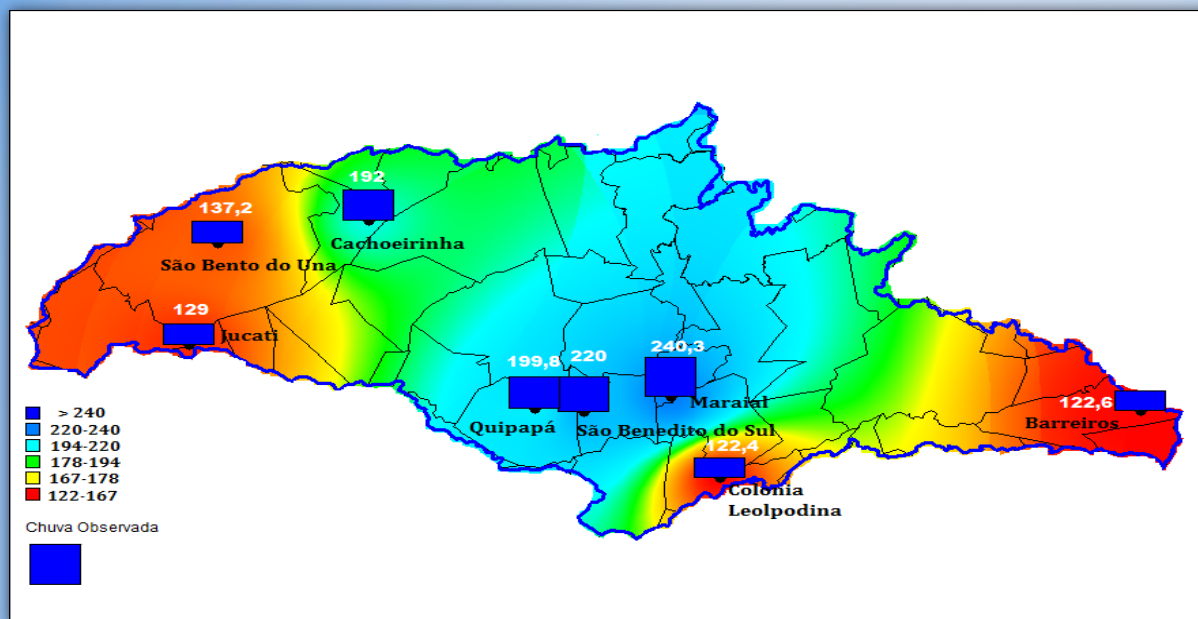 192
137,2
Cachoeirinha
São Bento do Una
129
Jucati
199,8
220
240,3
Maraial
Quipapá
São Benedito do Sul
122,6
Barreiros
122,4
Colônia
Leolpodina
> 240
220-240
194-220
178-194
167-178
122-167
Chuva Observada